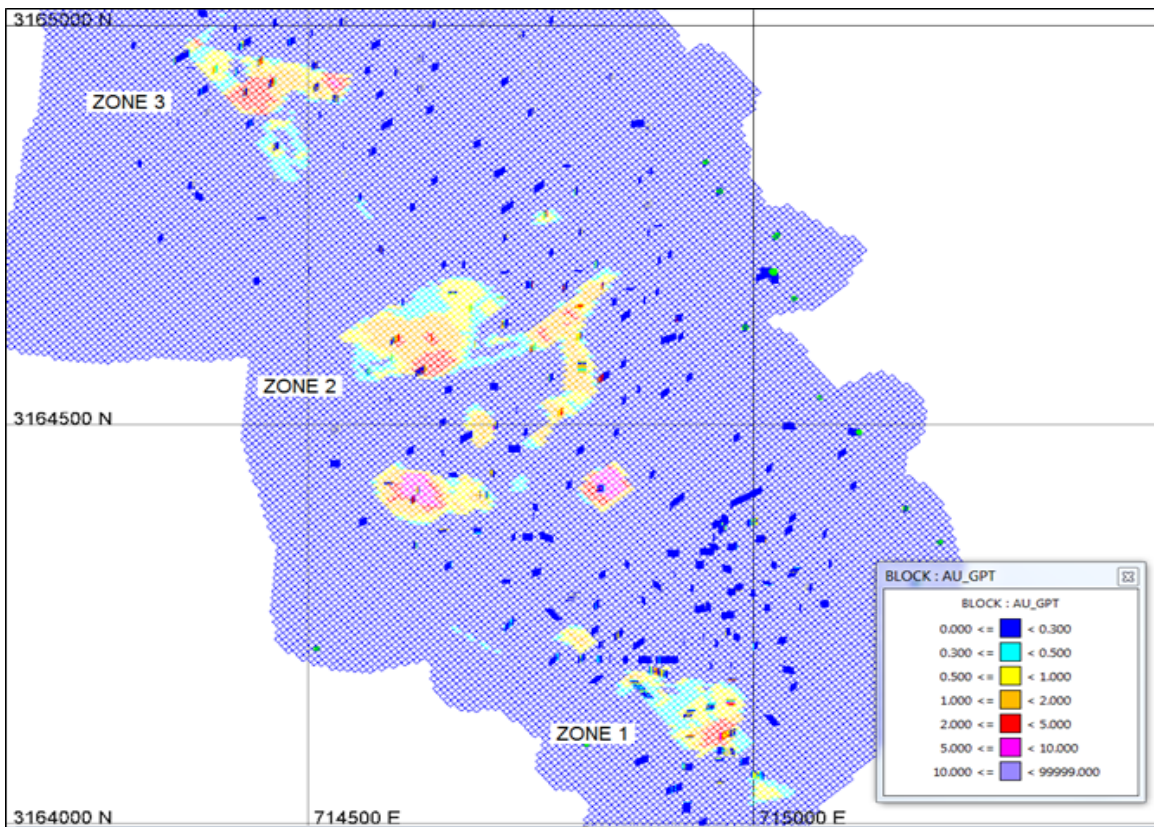 3165000 N
ZONE 3
ZONE 2
3164500 N
ZONE 1
3164000 N
714500 E
715000 E
BLOCK : AU_GPT
BLOCK : AU_GPT
0.000 <= < 0.300
0.300 <= < 0.500
0.500 <= < 1.000
1.000 <= < 2.000
2.000 <= < 5.000
5.000 <= < 10.000
10.000 <= < 99999.000